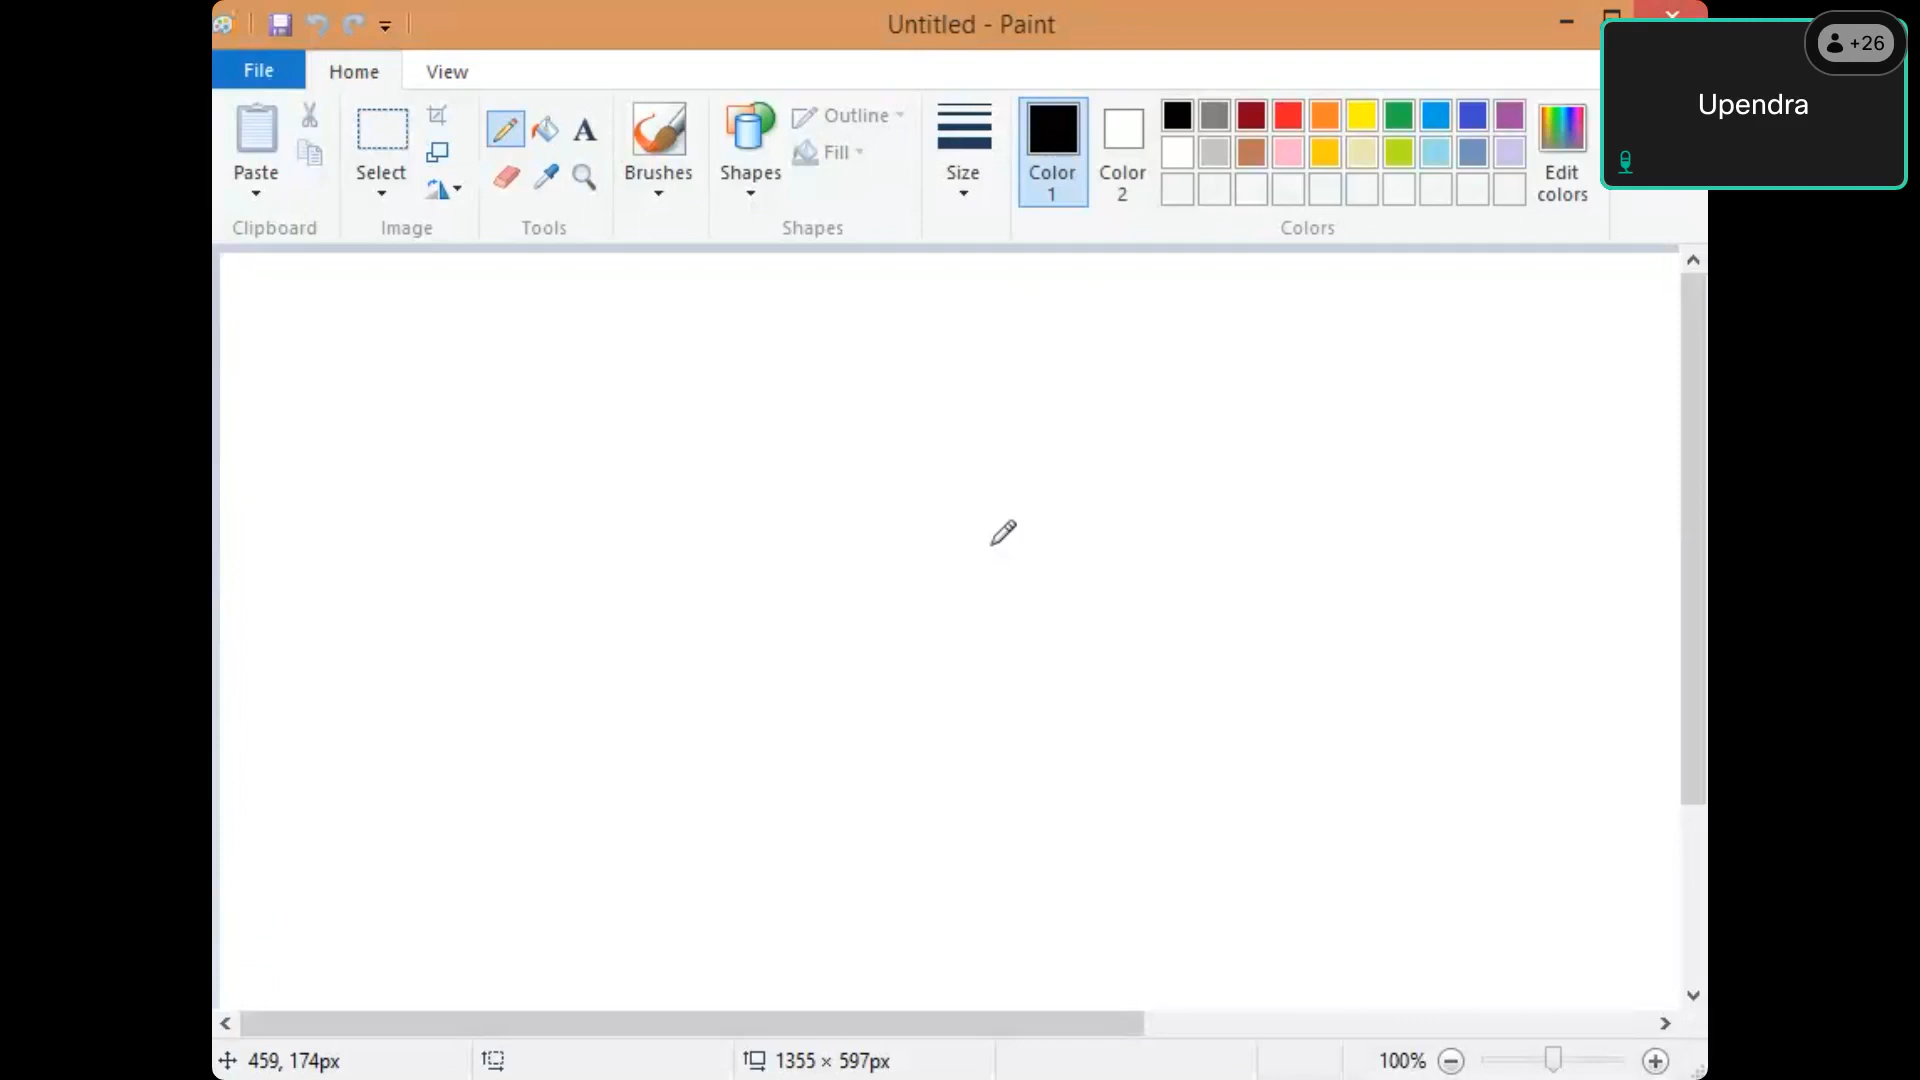 Untitled - Paint
+26
Upendra
File Home View
Paste
Select
A
Brushes
Shapes
Outline
Fill
Size
Color
1
Color
2
Edit
colors
Clipboard
Image
Tools
Shapes
Colors
459, 174px
1355 × 597px
100%